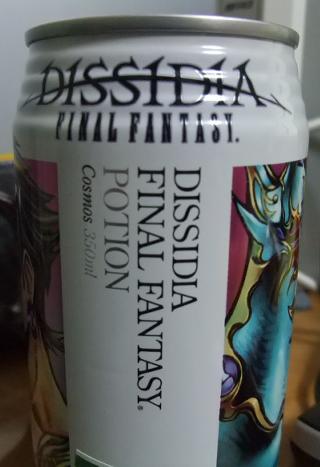 DISSIDIA
FINAL FANTASY.
DISSIDIA
FINAL FANTASY®
POTION
Cosmos 350ml